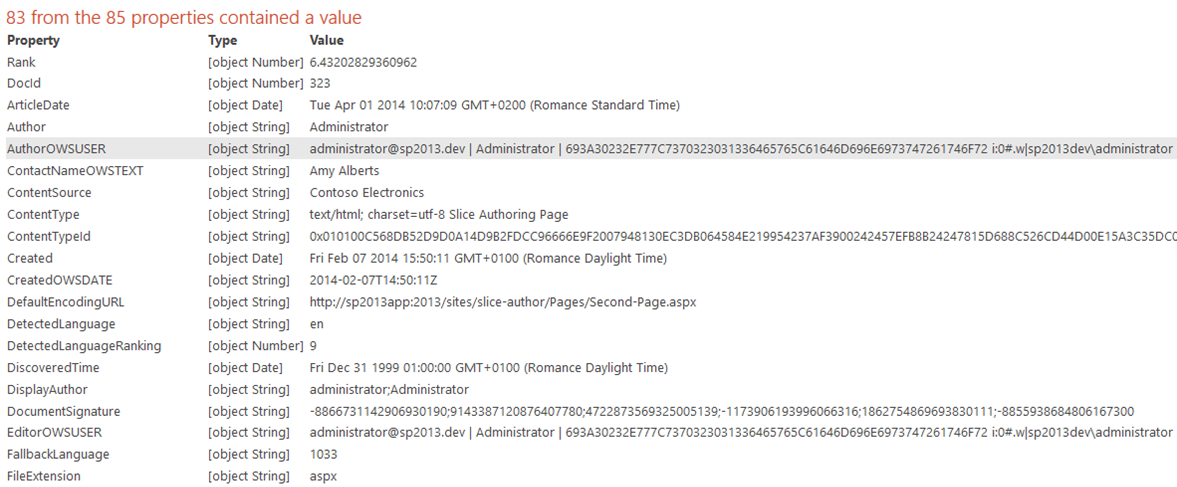 83 from the 85 properties contained a value
Property Type Value
Rank [object Number] 6.43202829360962
DocId [object Number] 323
ArticleDate [object Date] Tue Apr 01 2014 10:07:09 GMT+0200 (Romance Standard Time)
Author [object String] Administrator
AuthorOWSUSER [object String] administrator@sp2013.dev | Administrator | 693A30232E777C7370323031336465765C61646D696E6973747261746F72 i:0#.w|sp2013dev\administrator
ContactNameOWSTEXT [object String] Amy Alberts
ContentSource [object String] Contoso Electronics
ContentType [object String] text/html; charset=utf-8 Slice Authoring Page
ContentTypeId [object String] 0x010100C568DB52D9D0A14D9B2FDCC96666E9F2007948130EC3DB064584E219954237AF3900242457EFB8B24247815D688C526CD44D00E15A3C35DC0
Created [object Date] Fri Feb 07 2014 15:50:11 GMT+0100 (Romance Daylight Time)
CreatedOWSDATE [object String] 2014-02-07T14:50:11Z
DefaultEncodingURL [object String] http://sp2013app:2013/sites/slice-author/Pages/Second-Page.aspx
DetectedLanguage [object String] en
DetectedLanguageRanking [object Number] 9
DiscoveredTime [object Date] Fri Dec 31 1999 01:00:00 GMT+0100 (Romance Daylight Time)
DisplayAuthor [object String] administrator;Administrator
DocumentSignature [object String] -8866731142906930190;9143387120876407780;4722873569325005139;-1173906193996066316;1862754869693830111;-8855938684806167300
EditorOWSUSER [object String] administrator@sp2013.dev | Administrator | 693A30232E777C7370323031336465765C61646D696E6973747261746F72 i:0#.w|sp2013dev\administrator
FallbackLanguage [object String] 1033
FileExtension [object String] aspx